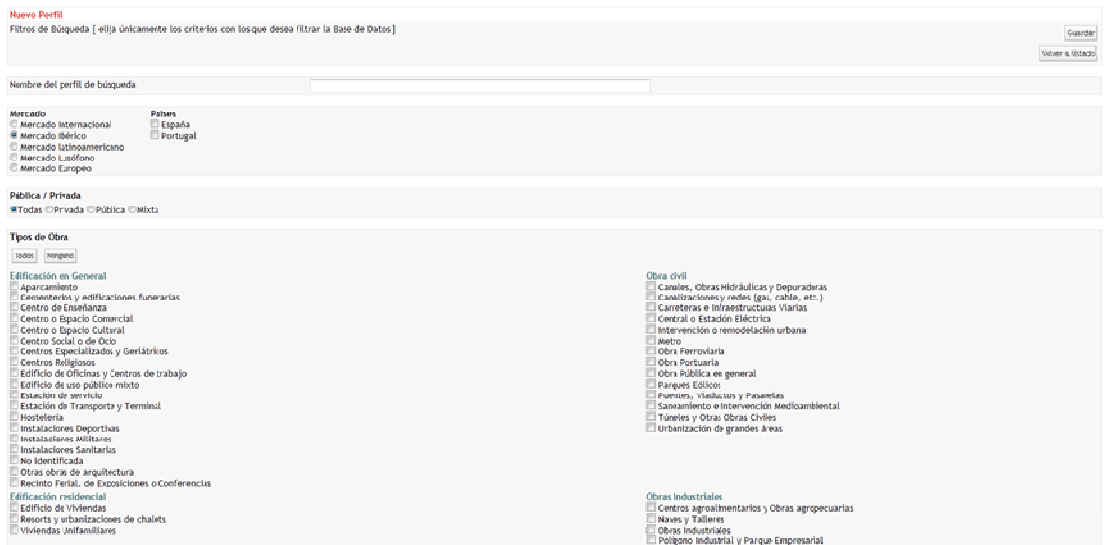 Nuevo Perfil
Filtros de Búsqueda [ elija únicamente los criterios con los que desea filtrar la Base de Datos]
Guardar
Volver a listado
Nombre del perfil de búsqueda
Mercado
Mercado Internacional
Mercado Ibérico
Mercado latinoamericano
Mercado Lusófono
Mercado Europeo
Países
España
Portugal
Pública / Privada
Todas Privada Pública Mixta
Tipos de Obra
Todos Ninguno
Edificación en General
Aparcamiento
Cementerios y edificaciones funerarias
Centro de Enseñanza
Centro o Espacio Comercial
Centro o Espacio Cultural
Centro Social o de Ocio
Centros Especializados y Geriátricos
Centros Religiosos
Edificio de Oficinas y Centros de trabajo
Edificio de uso público mixto
Estación de servicio
Estación de Transporte y Terminal
Hostelería
Instalaciones Deportivas
Instalaciones Militares
Instalaciones Sanitarias
No identificada
Otras obras de arquitectura
Recinto Ferial, de Exposiciones o Conferencias
Obra civil
Canales, Obras Hidráulicas y Depuradoras
Canalizaciones y redes (gas, cable, etc.)
Carreteras e Infraestructuras Viarias
Central o Estación Eléctrica
Intervención o remodelación urbana
Metro
Obra Ferroviaria
Obra Portuaria
Obra Pública en general
Parques Eólicos
Puentes, Viaductos y Pasarelas
Saneamiento e Intervención Medioambiental
Túneles y Otras Obras Civiles
Urbanización de grandes áreas
Edificación residencial
Edificio de Viviendas
Resorts y urbanizaciones de chalets
Viviendas Unifamiliares
Obras Industriales
Centros agroalimentarios y Obras agropecuarias
Naves y Talleres
Obras Industriales
Polígono Industrial y Parque Empresarial